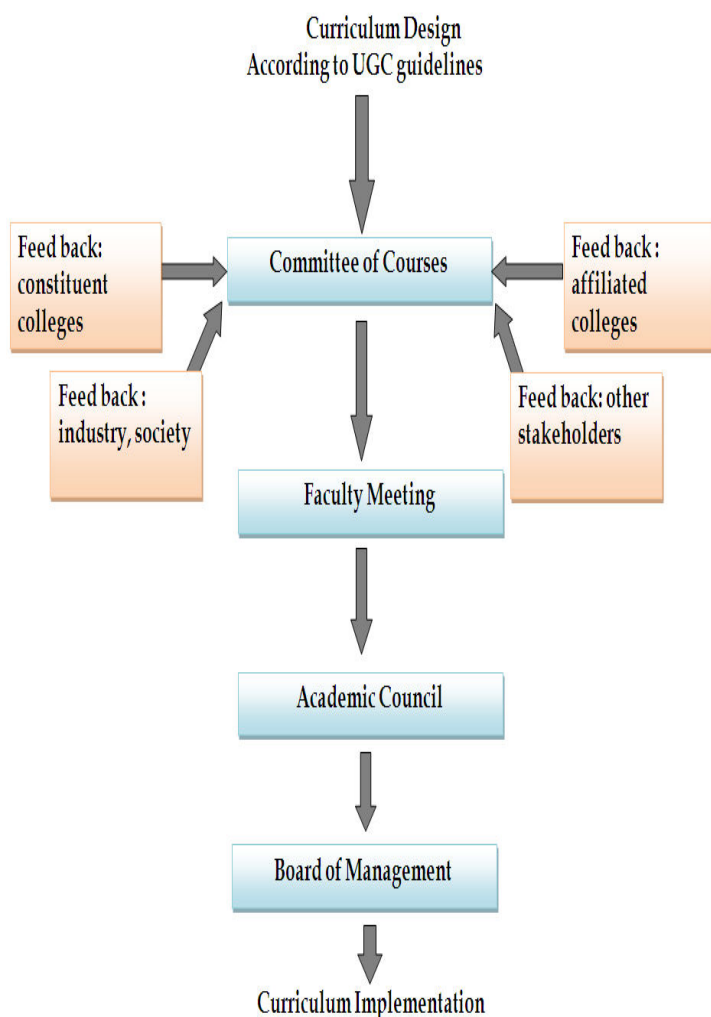 Curriculum Design
According to UGC guidelines
Feed back:
constituent
colleges
Committee of Courses
Feed back :
affiliated
colleges
Feed back :
industry, society
Feed back: other
stakeholders
Faculty Meeting
Academic Council
Board of Management
Curriculum Implementation